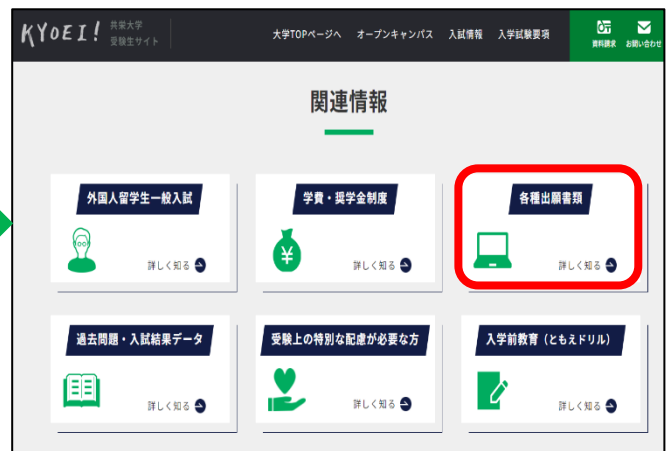 KYOEI! 共栄大学
受験生サイト
大学TOPページへ オープンキャンパス 入試情報 入学試験要項
資料請求 お問い合わせ
関連情報
外国人留学生一般入試 学費・奨学金制度 各種出願書類
¥
詳しく知る 詳しく知る 詳しく知る
過去問題・入試結果データ 受験上の特別な配慮が必要な方 入学前教育（ともえドリル）
詳しく知る 詳しく知る 詳しく知る